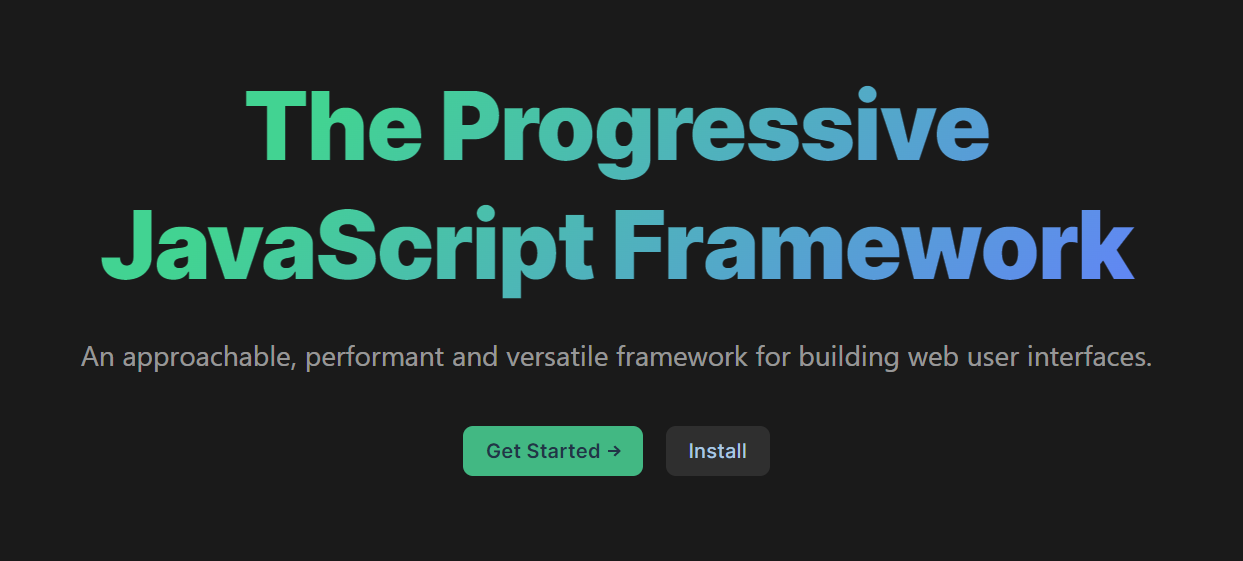 The Progressive
JavaScript Framework
An approachable, performant and versatile framework for building web user interfaces.
Get Started →
Install